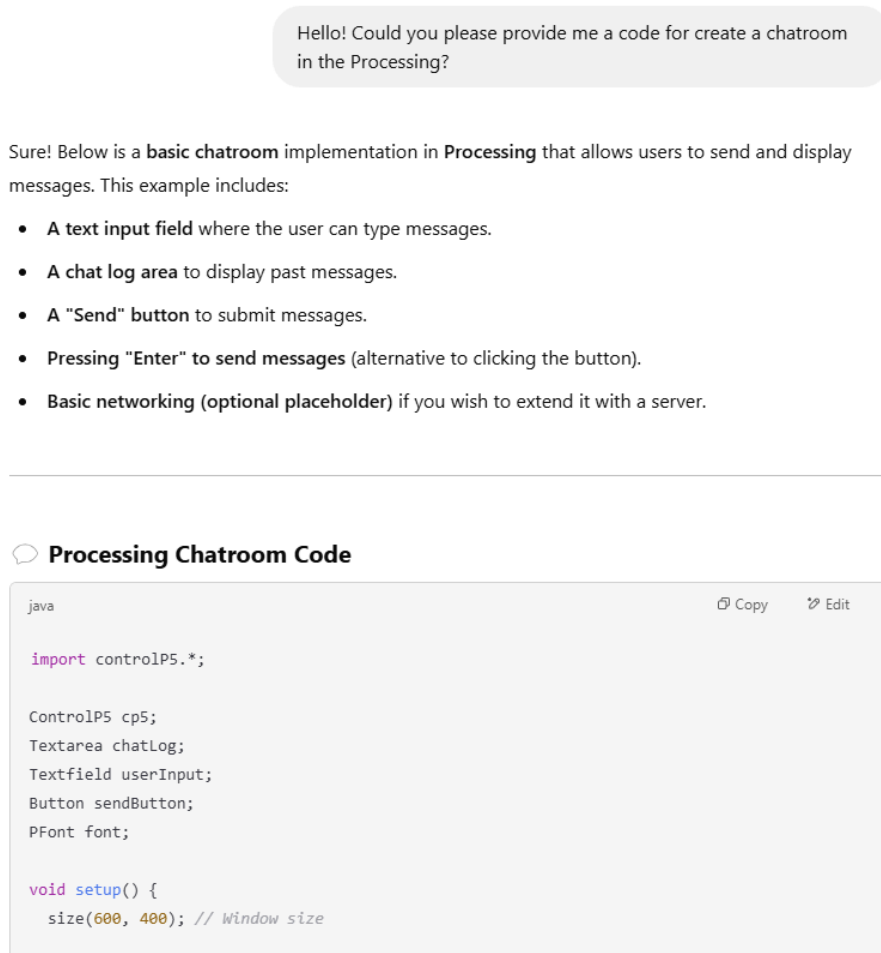 Hello! Could you please provide me a code for create a chatroom
in the Processing?
Sure! Below is a basic chatroom implementation in Processing that allows users to send and display
messages. This example includes:
• A text input field where the user can type messages.
• A chat log area to display past messages.
• A "Send" button to submit messages.
• Pressing "Enter" to send messages (alternative to clicking the button).
• Basic networking (optional placeholder) if you wish to extend it with a server.
Processing Chatroom Code
java Copy Edit
import controlP5.*;
ControlP5 cp5;
Textarea chatLog;
Textfield userInput;
Button sendButton;
PFont font;
void setup() {
size(600, 400); // Window size